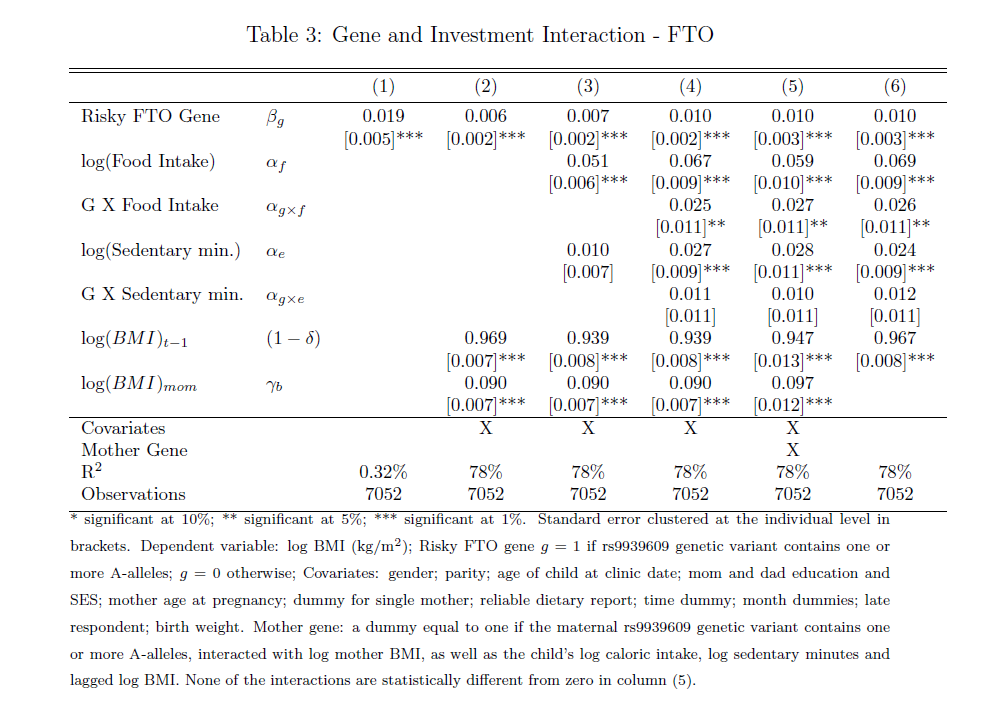 Table 3: Gene and Investment Interaction - FTO
(1) (2) (3) (4) (5) (6)
Risky FTO Gene β_g 0.019 0.006 0.007 0.010 0.010 0.010
[0.005]*** [0.002]*** [0.002]*** [0.002]*** [0.003]*** [0.003]***
log(Food Intake) α_f 0.051 0.067 0.059 0.069
[0.006]*** [0.009]*** [0.010]*** [0.009]***
G X Food Intake α_{g×f} 0.025 0.027 0.026
[0.011]** [0.011]** [0.011]**
log(Sedentary min.) α_e 0.010 0.027 0.028 0.024
[0.007] [0.009]*** [0.011]*** [0.009]***
G X Sedentary min. α_{g×e} 0.011 0.010 0.012
[0.011] [0.011] [0.011]
log(BMI)_{t−1} (1 − δ) 0.969 0.939 0.939 0.947 0.967
[0.007]*** [0.008]*** [0.008]*** [0.013]*** [0.008]***
log(BMI)_{mom} γ_b 0.090 0.090 0.090 0.097
[0.007]*** [0.007]*** [0.007]*** [0.012]***
Covariates X X X X
Mother Gene X
R² 0.32% 78% 78% 78% 78% 78%
Observations 7052 7052 7052 7052 7052 7052
* significant at 10%; ** significant at 5%; *** significant at 1%. Standard error clustered at the individual level in
brackets. Dependent variable: log BMI (kg/m²); Risky FTO gene g = 1 if rs9939609 genetic variant contains one or
more A-alleles; g = 0 otherwise; Covariates: gender; parity; age of child at clinic date; mom and dad education and
SES; mother age at pregnancy; dummy for single mother; reliable dietary report; time dummy; month dummies; late
respondent; birth weight. Mother gene: a dummy equal to one if the maternal rs9939609 genetic variant contains one
or more A-alleles, interacted with log mother BMI, as well as the child's log caloric intake, log sedentary minutes and
lagged log BMI. None of the interactions are statistically different from zero in column (5).